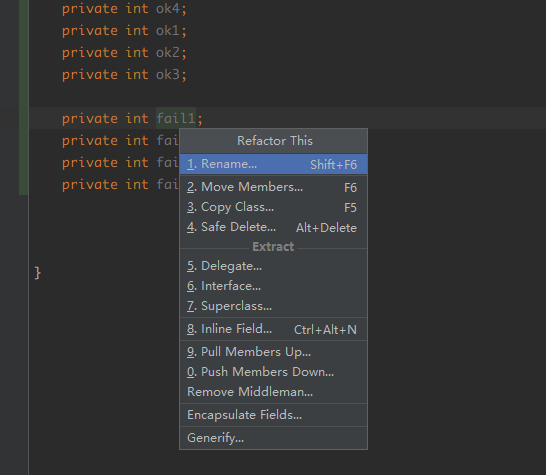 private int ok4;
private int ok1;
private int ok2;
private int ok3;
private int fail1;
private int fai
private int fai
private int fai
}
Refactor This
1. Rename... Shift+F6
2. Move Members... F6
3. Copy Class... F5
4. Safe Delete... Alt+Delete
Extract
5. Delegate...
6. Interface...
7. Superclass...
8. Inline Field... Ctrl+Alt+N
9. Pull Members Up...
0. Push Members Down...
Remove Middleman...
Encapsulate Fields...
Generify...